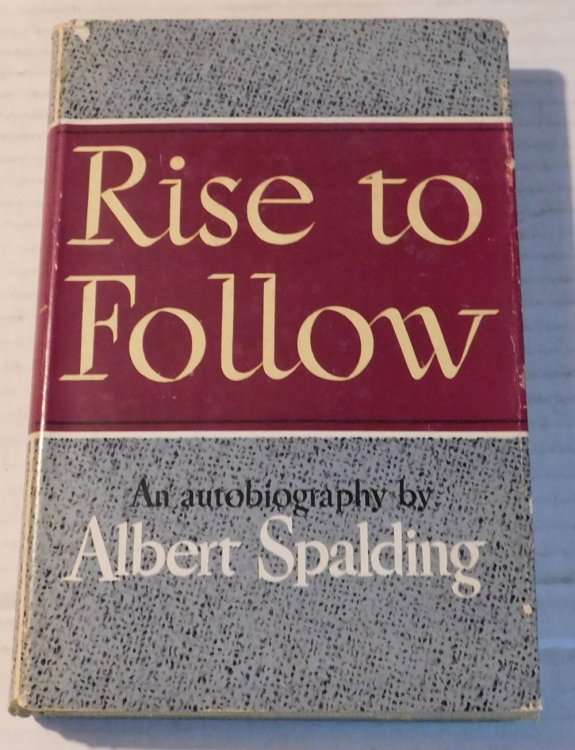 Rise to
Follow
An autobiography by
Albert Spalding